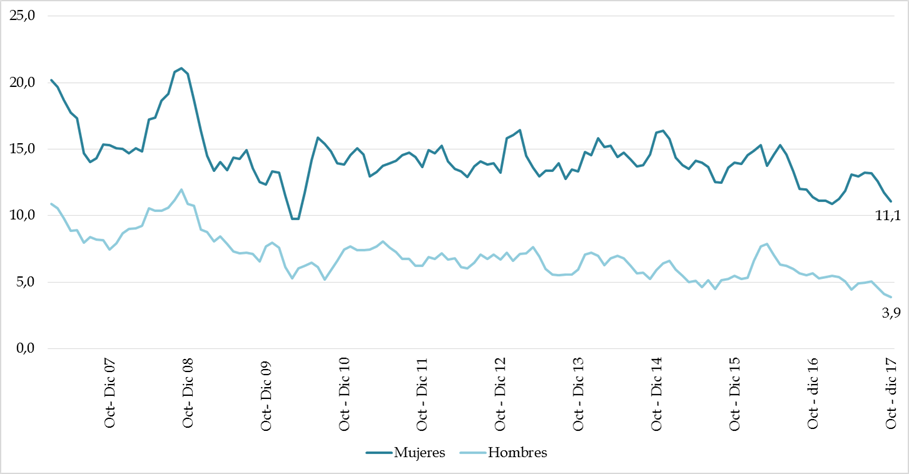 25,0
20,0
15,0
10,0
5,0
0,0
11,1
3,9
Oct- Dic 07
Oct- Dic 08
Oct- Dic 09
Oct - Dic 10
Oct - Dic 11
Oct - Dic 12
Oct - Dic 13
Oct - Dic 14
Oct - Dic 15
Oct - dic 16
Oct - dic 17
Mujeres
Hombres